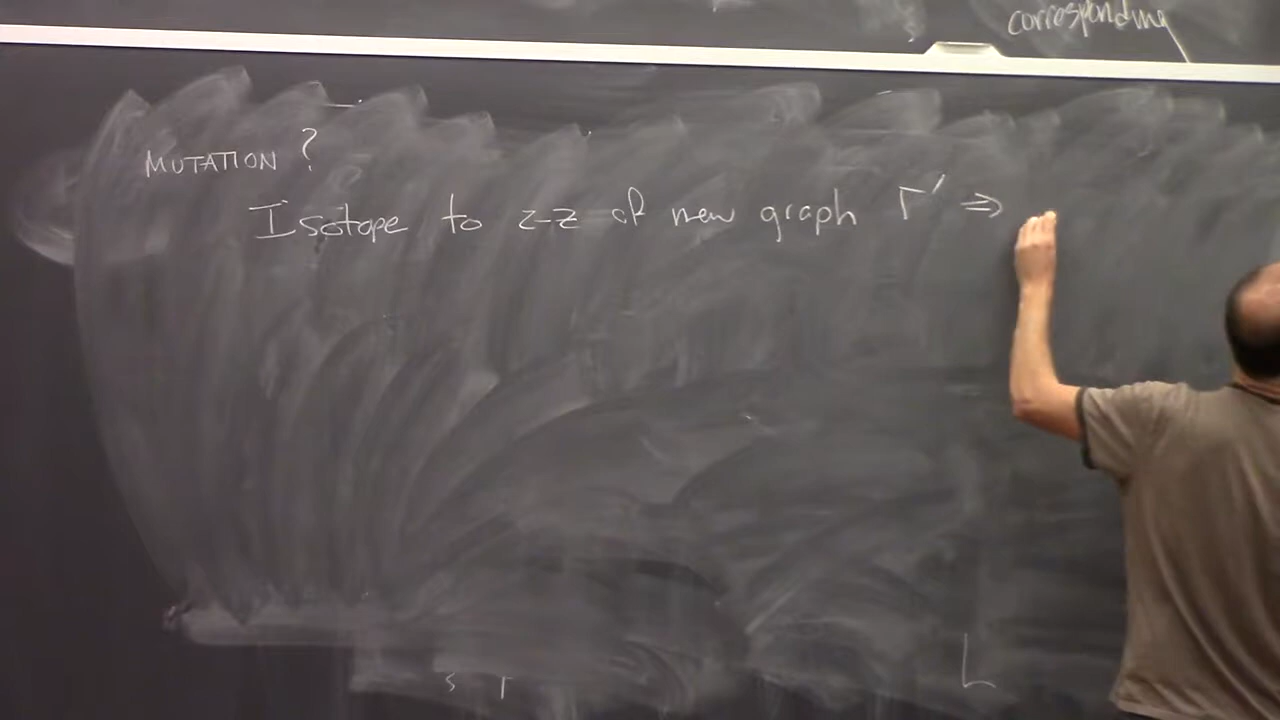 corresponding
MUTATION ?
Isotope to z-z of new graph Γ' ⇒
S T
L